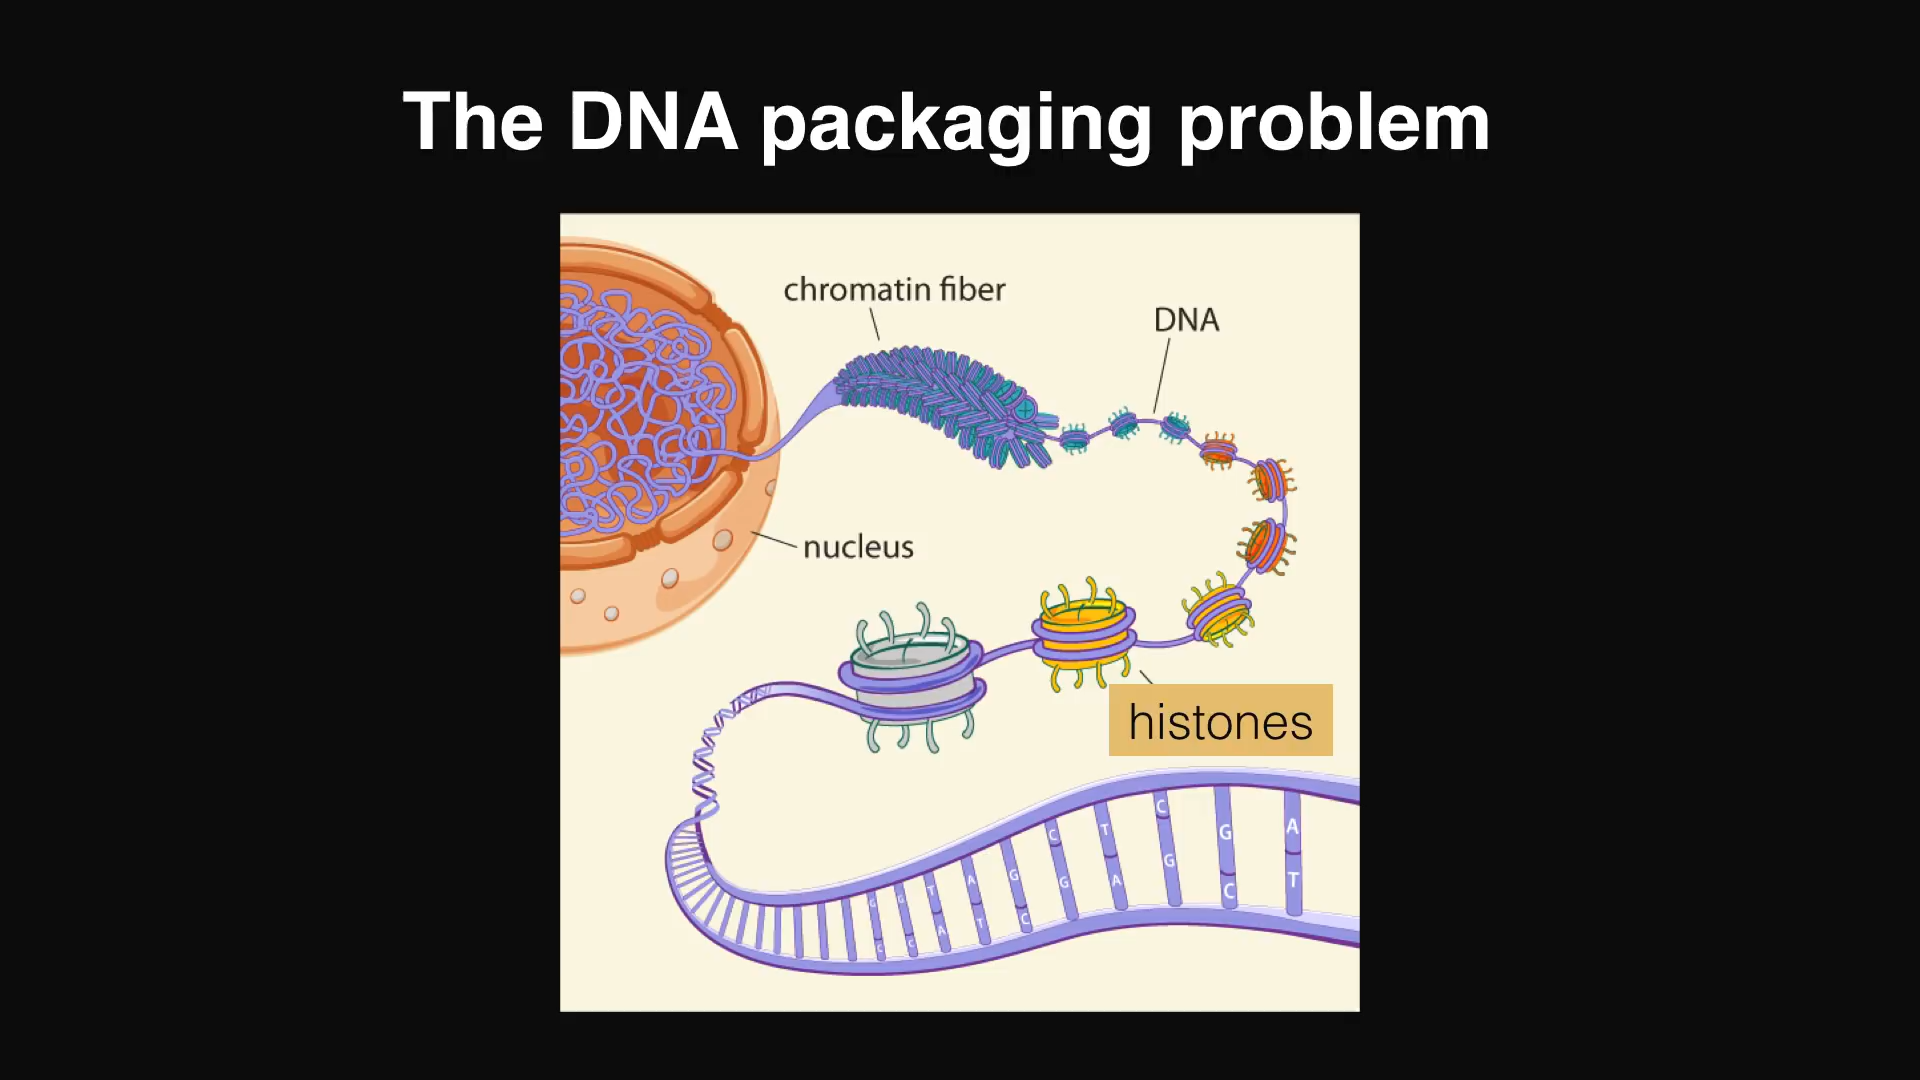 The DNA packaging problem
chromatin fiber
DNA
nucleus
histones
G C
G C
T A
A T
G C
C G
T A
C G
G C
A T